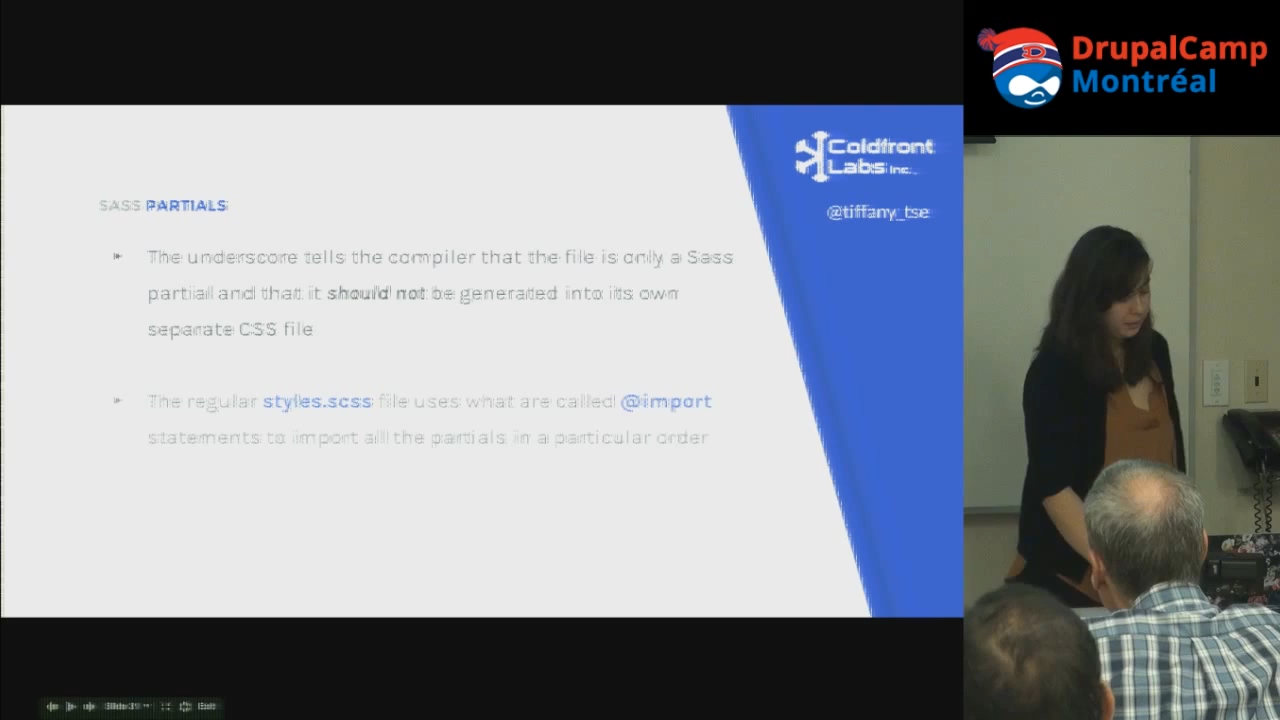 DrupalCamp
Montréal
Coldfront
Labs Inc.
@tiffany_tse
SASS PARTIALS
The underscore tells the compiler that the file is only a Sass
partial and that it should not be generated into its own
separate CSS file
The regular styles.scss file uses what are called @import
statements to import all the partials in a particular order